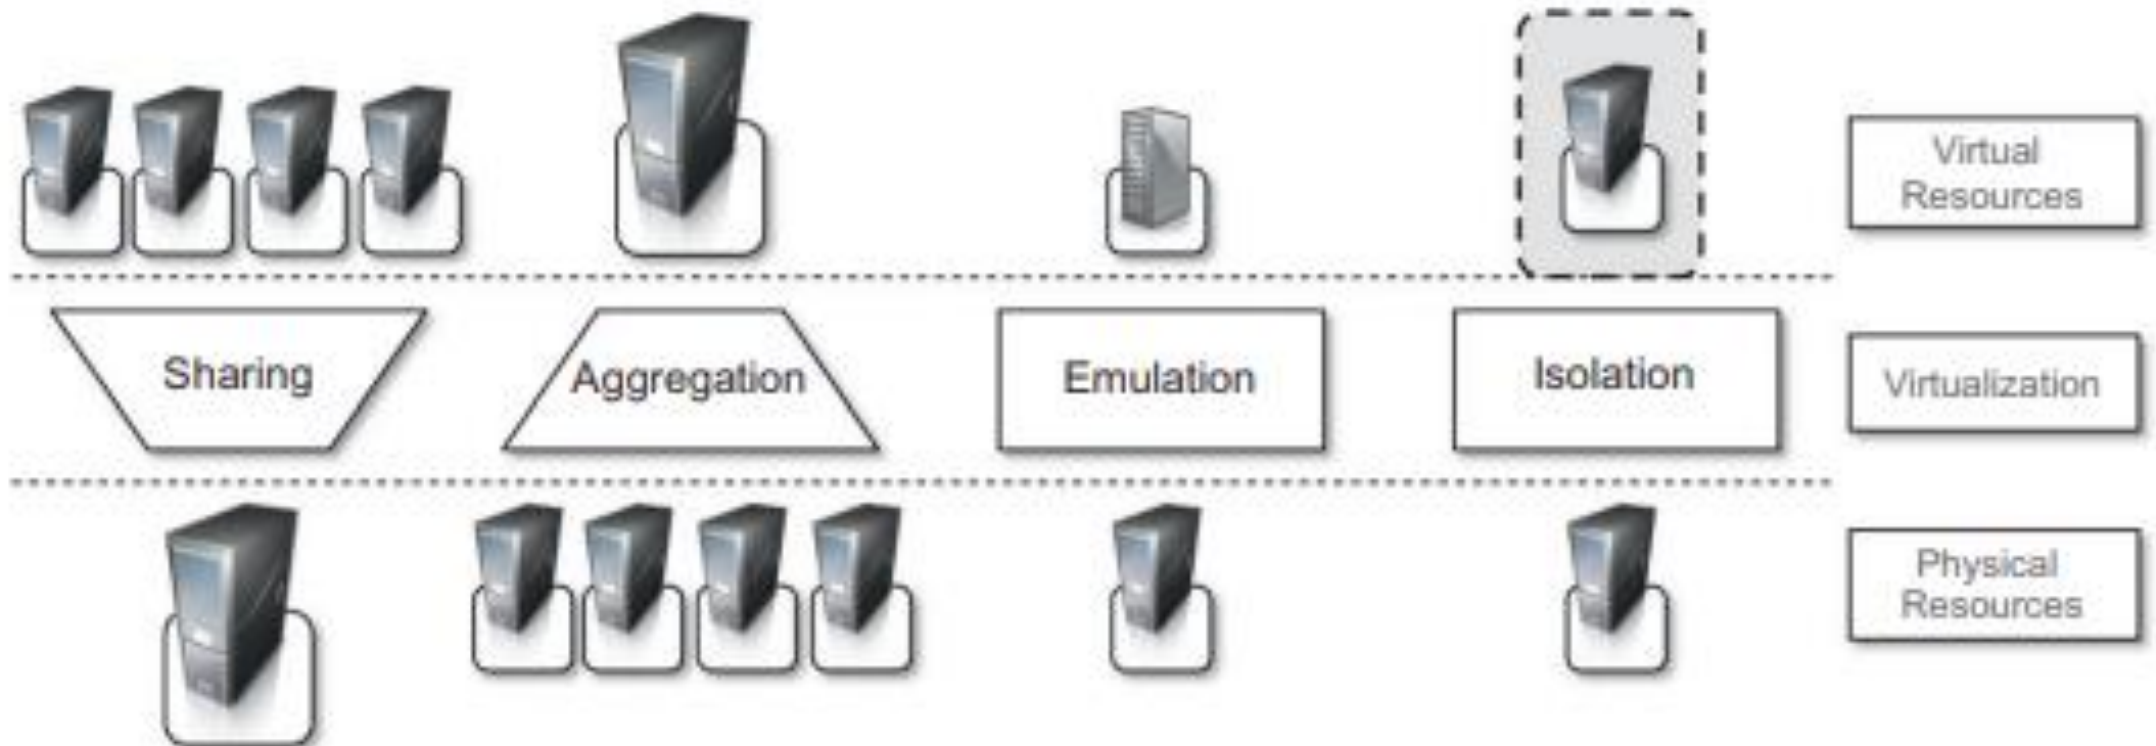 Virtual
Resources
Sharing
Aggregation
Emulation
Isolation
Virtualization
Physical
Resources